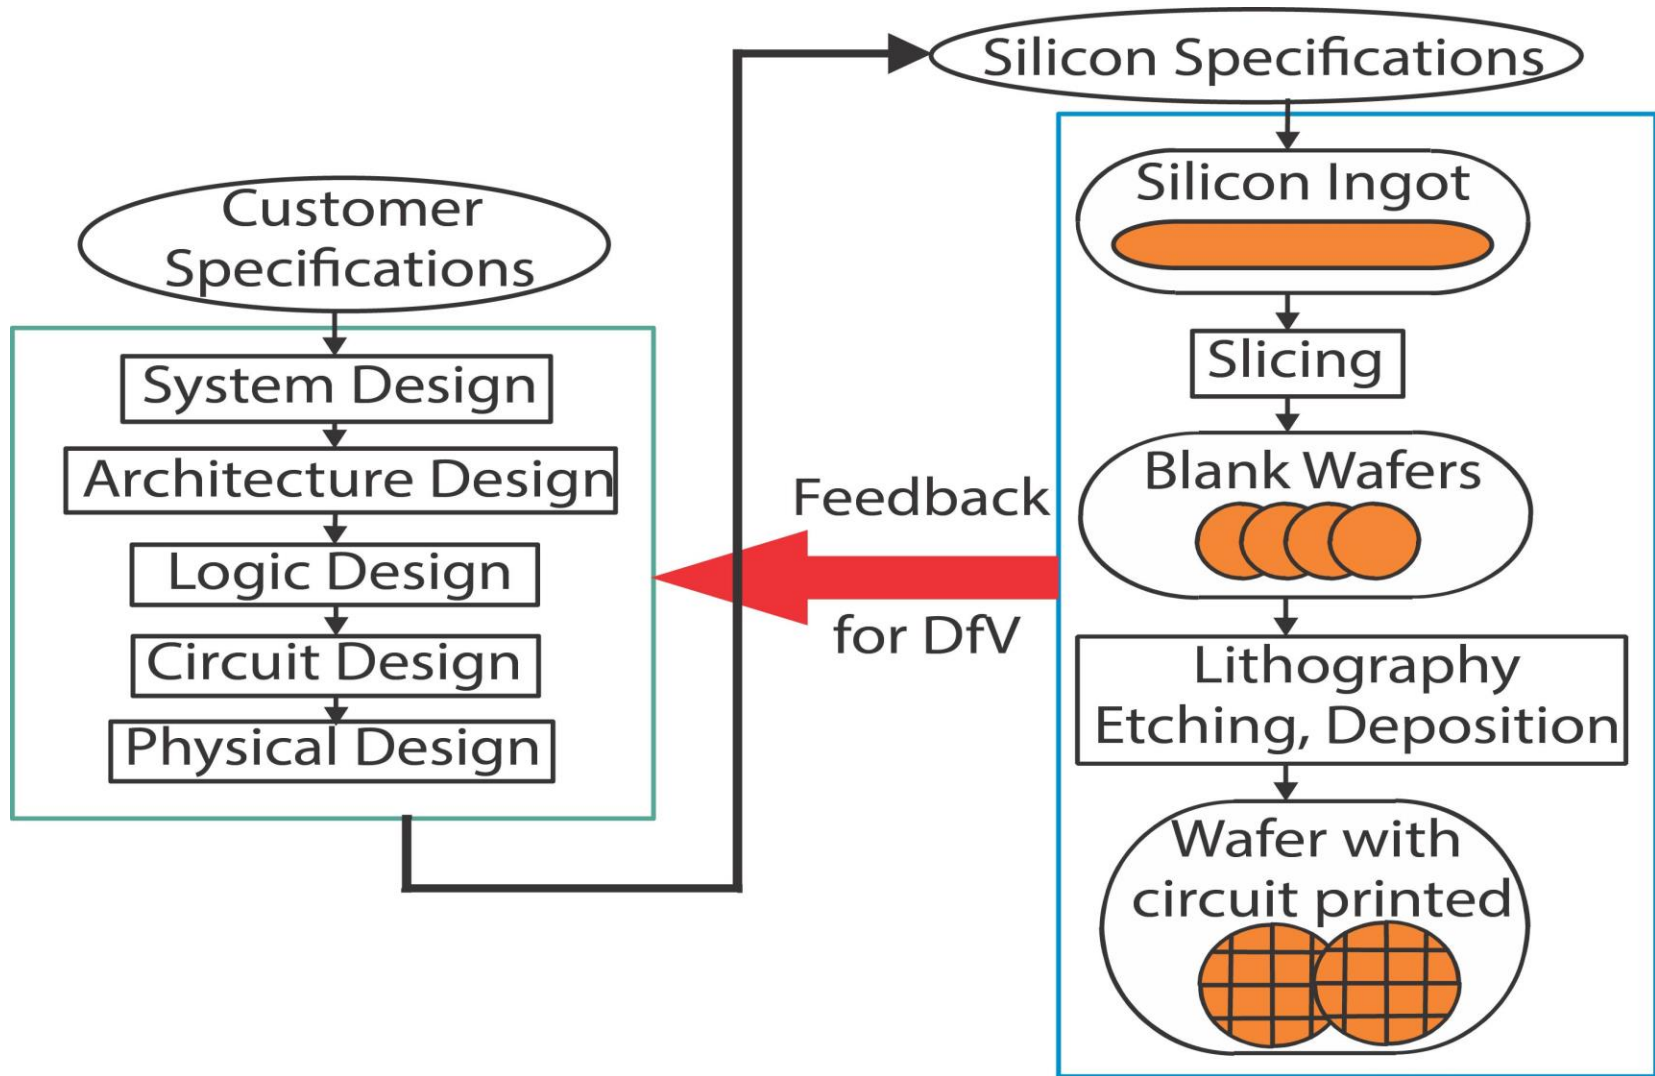 Customer
Specifications
System Design
Architecture Design
Logic Design
Circuit Design
Physical Design
Feedback
for DfV
Silicon Specifications
Silicon Ingot
Slicing
Blank Wafers
Lithography
Etching, Deposition
Wafer with
circuit printed